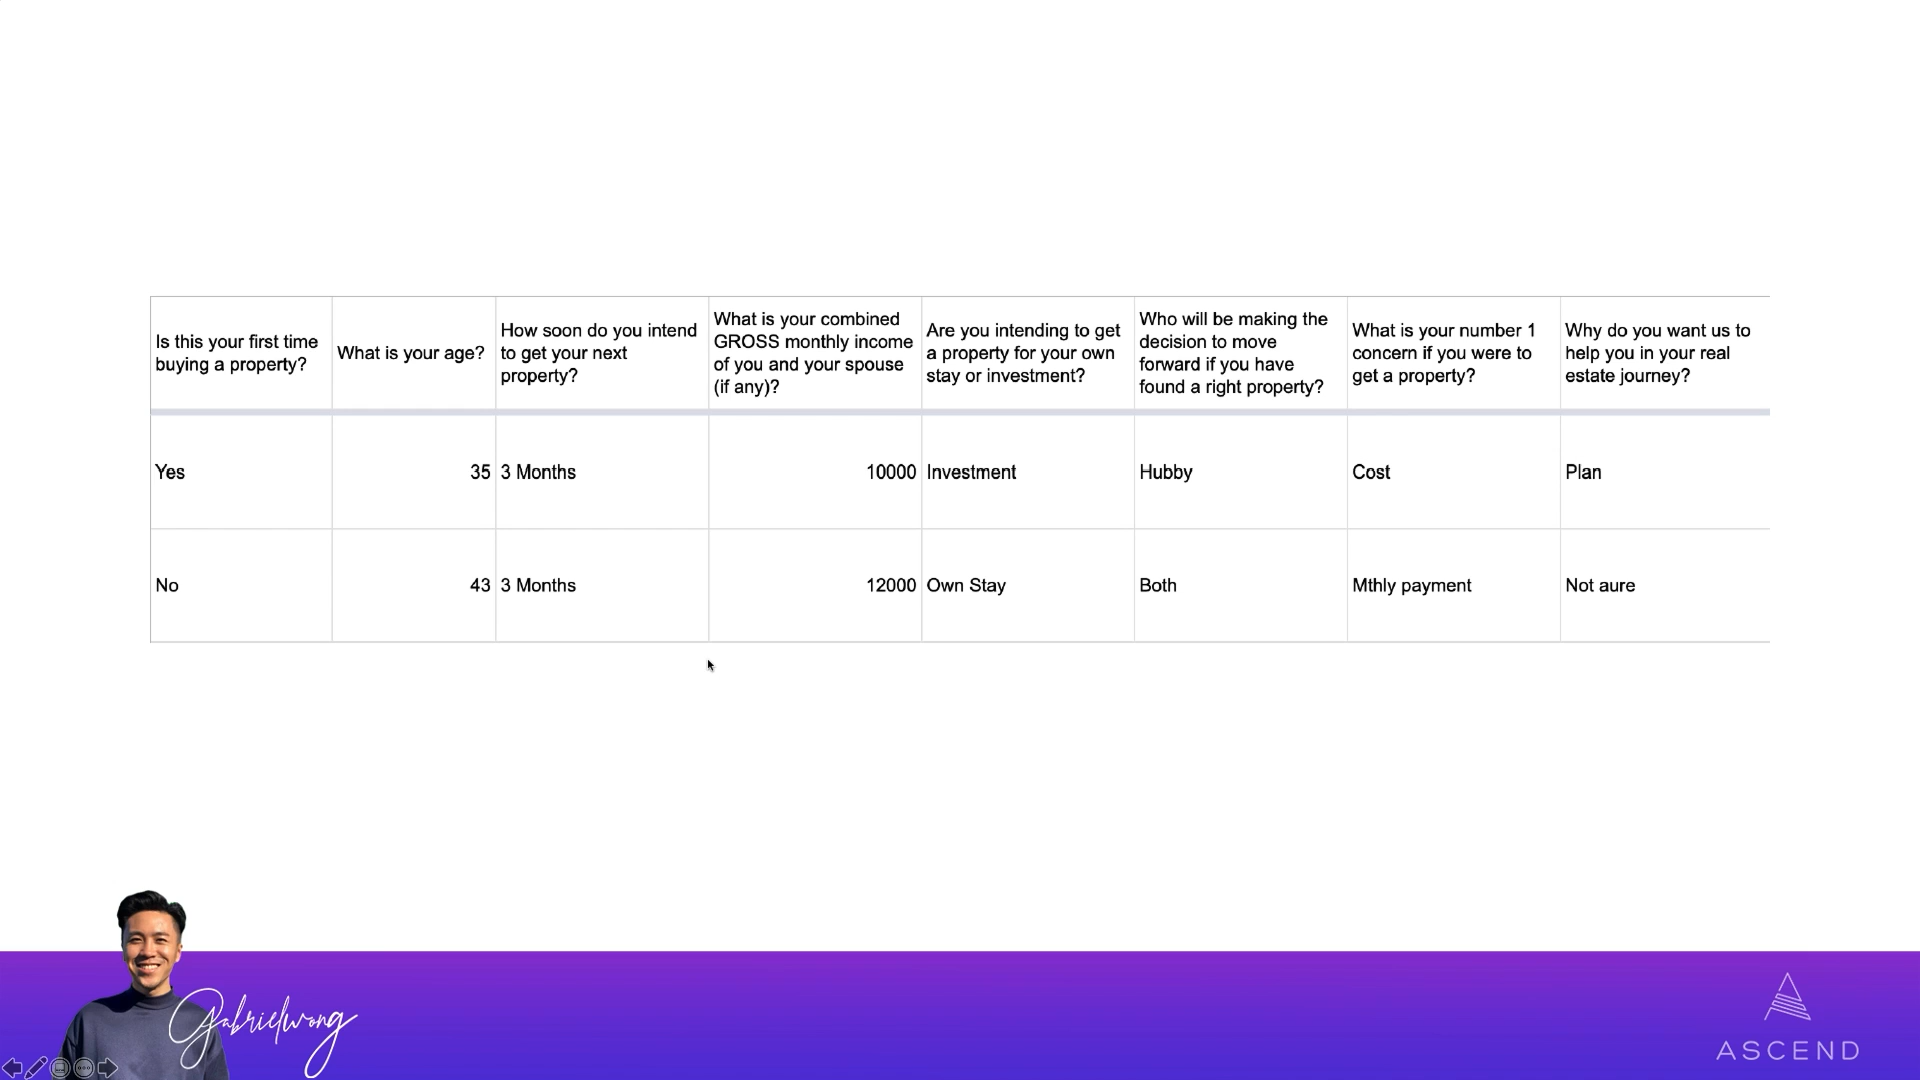 Is this your first time
buying a property?
What is your age?
How soon do you intend
to get your next
property?
What is your combined
GROSS monthly income
of you and your spouse
(if any)?
Are you intending to get
a property for your own
stay or investment?
Who will be making the
decision to move
forward if you have
found a right property?
What is your number 1
concern if you were to
get a property?
Why do you want us to
help you in your real
estate journey?
Yes
35
3 Months
10000
Investment
Hubby
Cost
Plan
No
43
3 Months
12000
Own Stay
Both
Mthly payment
Not aure
Gabrielwong
ASCEND